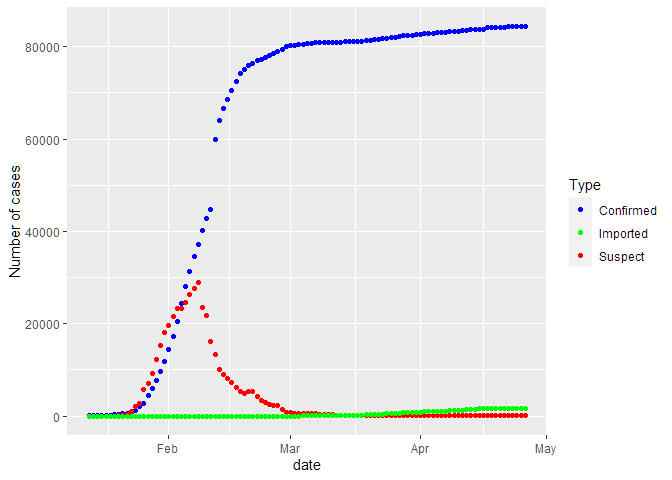 80000
60000
40000
20000
0
Number of cases
Feb
Mar
Apr
May
date
Type
Confirmed
Imported
Suspect